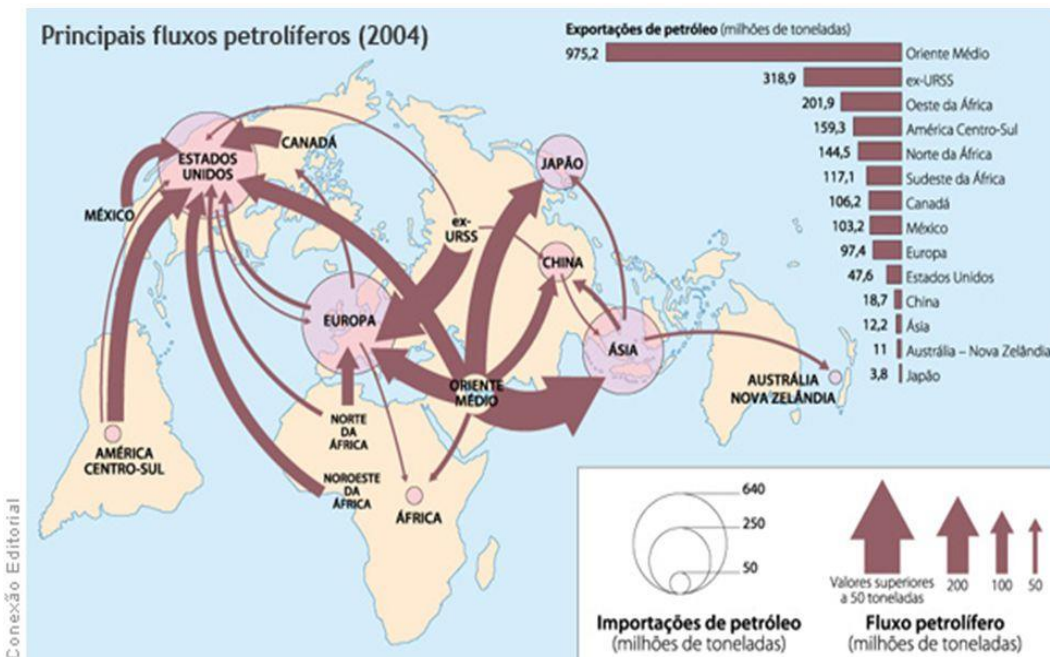 Principais fluxos petrolíferos (2004)
Exportações de petróleo (milhões de toneladas)
975,2 Oriente Médio
318,9 ex-URSS
201,9 Oeste da África
159,3 América Centro-Sul
144,5 Norte da África
117,1 Sudeste da África
106,2 Canadá
103,2 México
97,4 Europa
47,6 Estados Unidos
18,7 China
12,2 Ásia
11 Austrália – Nova Zelândia
3,8 Japão
CANADÁ
ESTADOS
UNIDOS
MÉXICO
JAPÃO
ex-
URSS
CHINA
EUROPA
ÁSIA
ORIENTE
MÉDIO
AUSTRÁLIA
NOVA ZELÂNDIA
NORTE
DA
ÁFRICA
AMÉRICA
CENTRO-SUL
NOROESTE
DA
ÁFRICA
ÁFRICA
640
250
50
Importações de petróleo
(milhões de toneladas)
Valores superiores
a 50 toneladas
200
100
50
Fluxo petrolífero
(milhões de toneladas)
Conexão Editorial